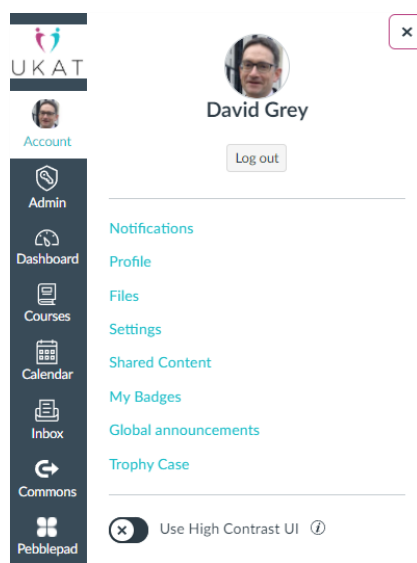 UKAT
Account
Admin
Dashboard
Courses
Calendar
Inbox
Commons
Pebblepad
David Grey
Log out
Notifications
Profile
Files
Settings
Shared Content
My Badges
Global announcements
Trophy Case
Use High Contrast UI